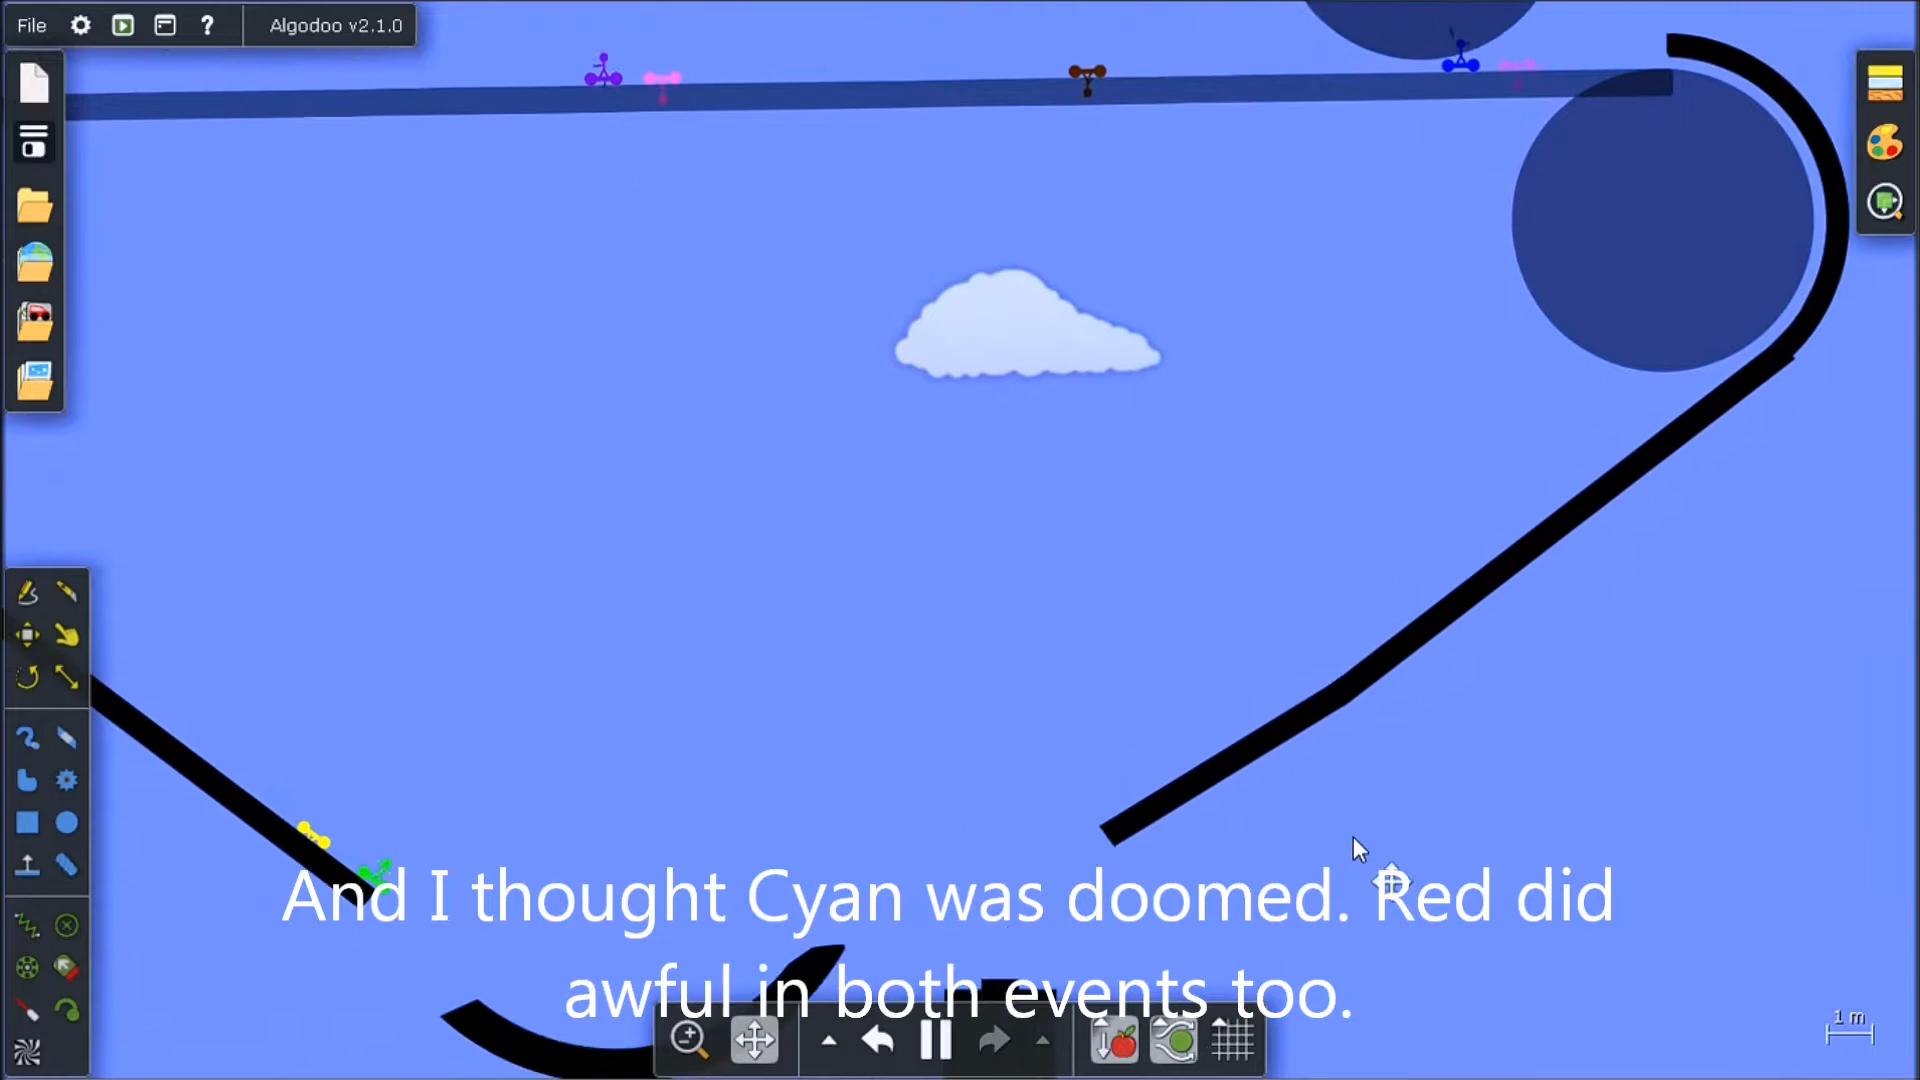 File
?
Algodoo v2.1.0
And I thought Cyan was doomed. Red did
awful in both events too.
1 m